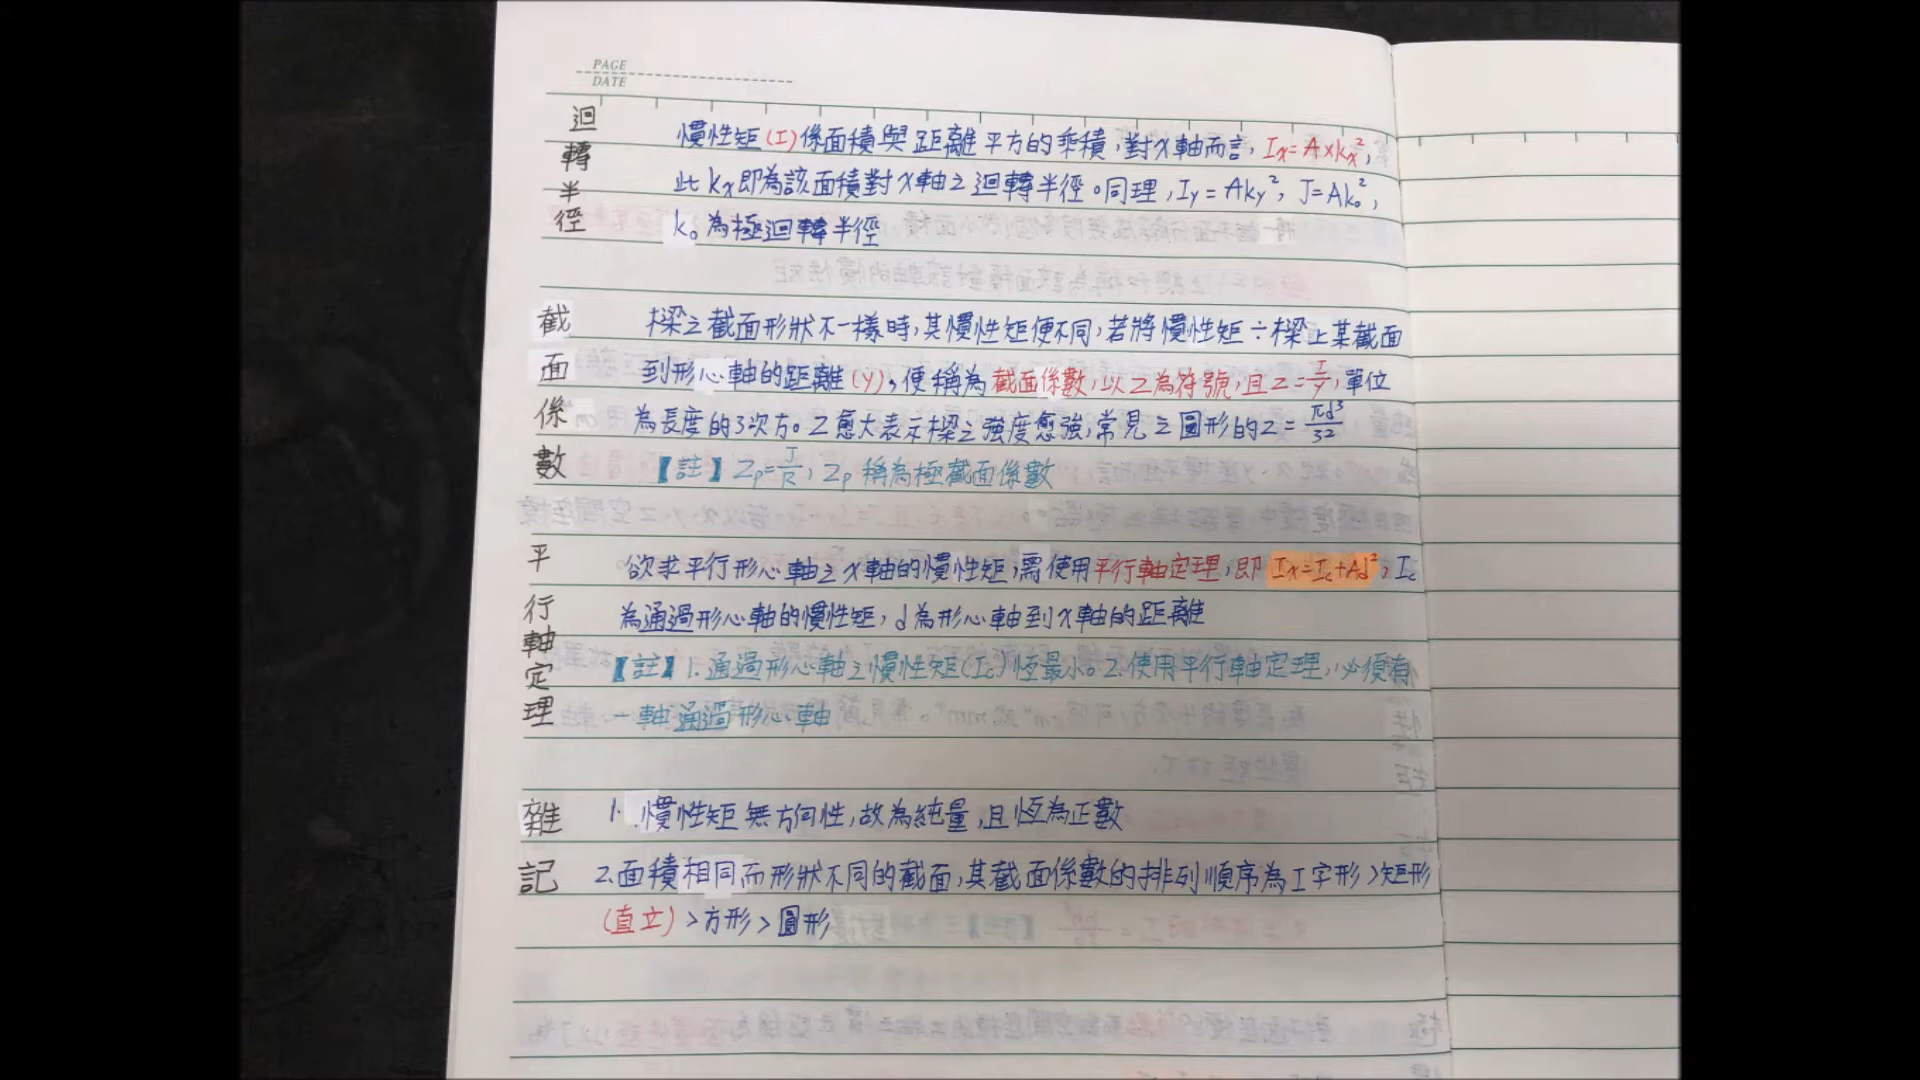 PAGE
DATE
迴轉半徑
慣性矩(I)係面積與距離平方的乘積,對x軸而言,Ix=A×kx²,
此kx即為該面積對x軸之迴轉半徑。同理,Iy=Aky², J=Ako²,
ko為極迴轉半徑
截面係數
樑之截面形狀不一樣時,其慣性矩便不同,若將慣性矩÷樑上某截面
到形心軸的距離(y)。便稱為截面係數,以Z為符號,且Z=I/y,單位
為長度的3次方。Z愈大表示樑之強度愈強,常見之圓形的Z=πd³/32
【註】Zp=J/R,Zp稱為極截面係數
平行軸定理
欲求平行形心軸之x軸的慣性矩,需使用平行軸定理,即Ix=Ic+Ad²,Ic
為通過形心軸的慣性矩,d為形心軸到x軸的距離
【註】1.通過形心軸之慣性矩(Ic)恆最小。2.使用平行軸定理,必須有
一軸通過形心軸
雜記
1.慣性矩無方向性,故為純量,且恆為正數
2.面積相同而形狀不同的截面,其截面係數的排列順序為I字形>矩形
(直立)>方形>圓形